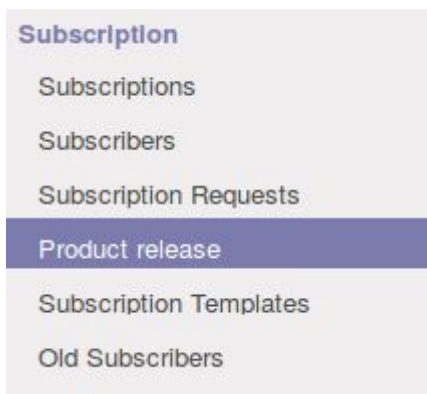 Subscription
Subscriptions
Subscribers
Subscription Requests
Product release
Subscription Templates
Old Subscribers